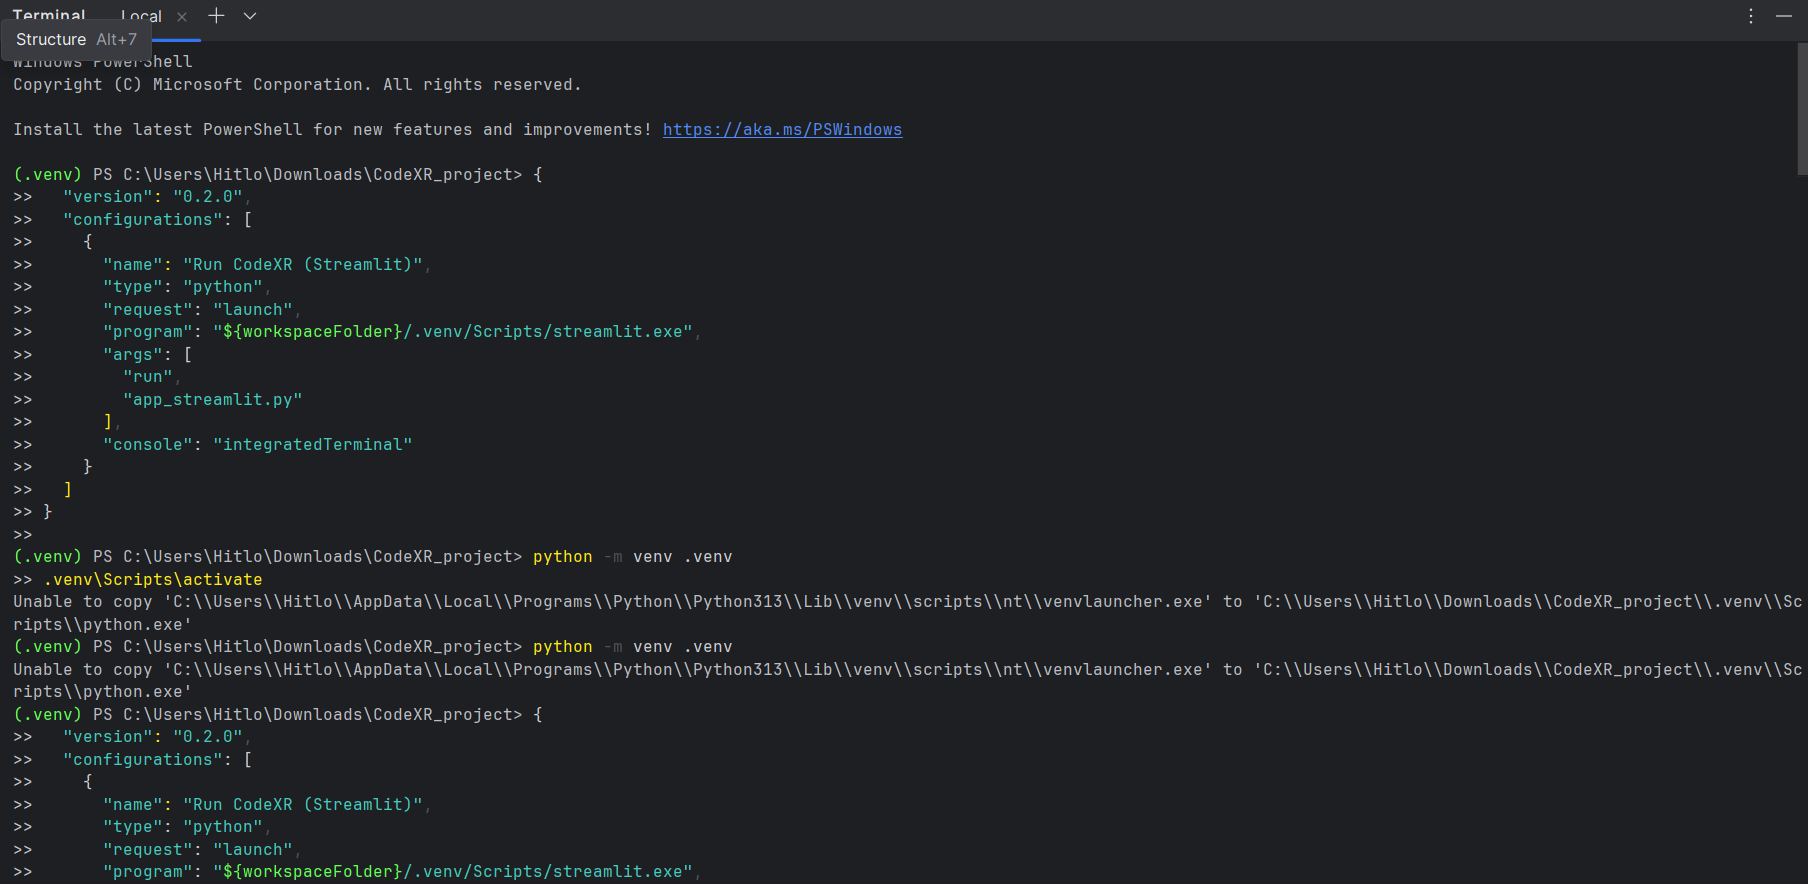 Terminal Local
Structure Alt+7
Windows PowerShell
Copyright (C) Microsoft Corporation. All rights reserved.
Install the latest PowerShell for new features and improvements! https://aka.ms/PSWindows
(.venv) PS C:\Users\Hitlo\Downloads\CodeXR_project> {
>>   "version": "0.2.0",
>>   "configurations": [
>>     {
>>       "name": "Run CodeXR (Streamlit)",
>>       "type": "python",
>>       "request": "launch",
>>       "program": "${workspaceFolder}/.venv/Scripts/streamlit.exe",
>>       "args": [
>>         "run",
>>         "app_streamlit.py"
>>       ],
>>       "console": "integratedTerminal"
>>     }
>>   ]
>> }
>>
(.venv) PS C:\Users\Hitlo\Downloads\CodeXR_project> python -m venv .venv
>> .venv\Scripts\activate
Unable to copy 'C:\\Users\\Hitlo\\AppData\\Local\\Programs\\Python\\Python313\\Lib\\venv\\scripts\\nt\\venvlauncher.exe' to 'C:\\Users\\Hitlo\\Downloads\\CodeXR_project\\.venv\\Sc
ripts\\python.exe'
(.venv) PS C:\Users\Hitlo\Downloads\CodeXR_project> python -m venv .venv
Unable to copy 'C:\\Users\\Hitlo\\AppData\\Local\\Programs\\Python\\Python313\\Lib\\venv\\scripts\\nt\\venvlauncher.exe' to 'C:\\Users\\Hitlo\\Downloads\\CodeXR_project\\.venv\\Sc
ripts\\python.exe'
(.venv) PS C:\Users\Hitlo\Downloads\CodeXR_project> {
>>   "version": "0.2.0",
>>   "configurations": [
>>     {
>>       "name": "Run CodeXR (Streamlit)",
>>       "type": "python",
>>       "request": "launch",
>>       "program": "${workspaceFolder}/.venv/Scripts/streamlit.exe",